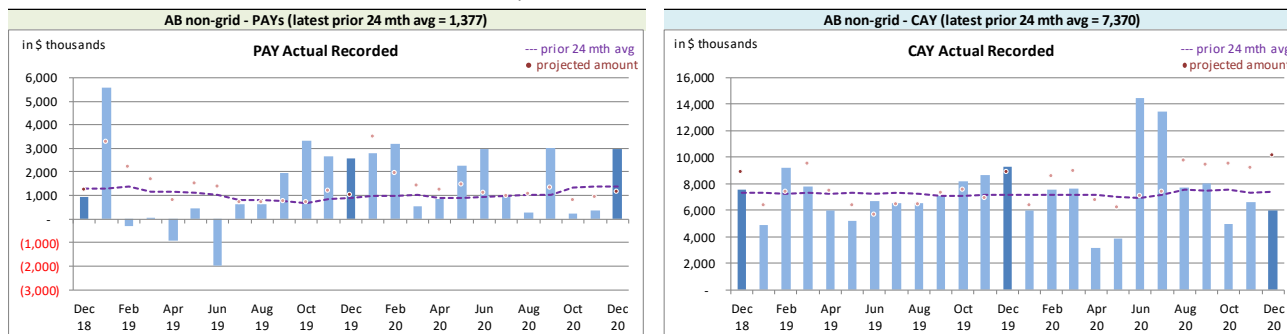 AB non-grid - PAYs (latest prior 24 mth avg = 1,377)
in $ thousands
PAY Actual Recorded
--- prior 24 mth avg
• projected amount
6,000
5,000
4,000
3,000
2,000
1,000
-
(1,000)
(2,000)
(3,000)
Dec Feb Apr Jun Aug Oct Dec Feb Apr Jun Aug Oct Dec
18 19 19 19 19 19 19 20 20 20 20 20 20
AB non-grid - CAY (latest prior 24 mth avg = 7,370)
in $ thousands
CAY Actual Recorded
--- prior 24 mth avg
• projected amount
16,000
14,000
12,000
10,000
8,000
6,000
4,000
2,000
-
Dec Feb Apr Jun Aug Oct Dec Feb Apr Jun Aug Oct Dec
18 19 19 19 19 19 19 20 20 20 20 20 20